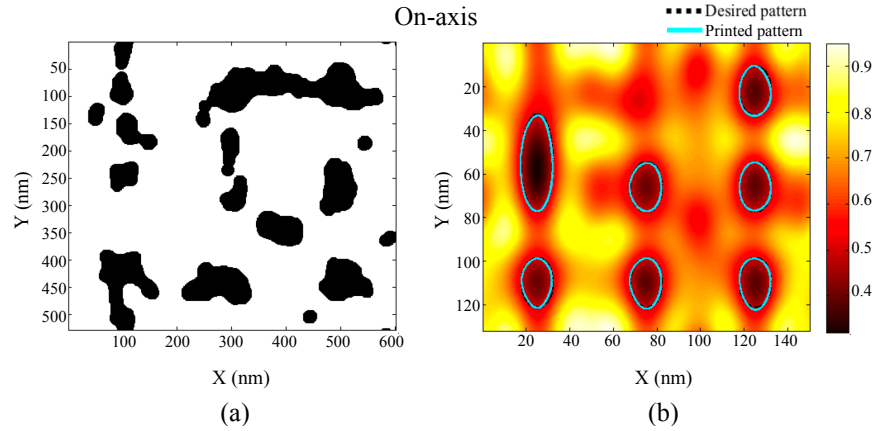 On-axis
Desired pattern
Printed pattern
50
100
150
200
250
300
350
400
450
500
Y (nm)
100 200 300 400 500 600
X (nm)
(a)
20
40
60
80
100
120
Y (nm)
20 40 60 80 100 120 140
X (nm)
(b)
0.9
0.8
0.7
0.6
0.5
0.4